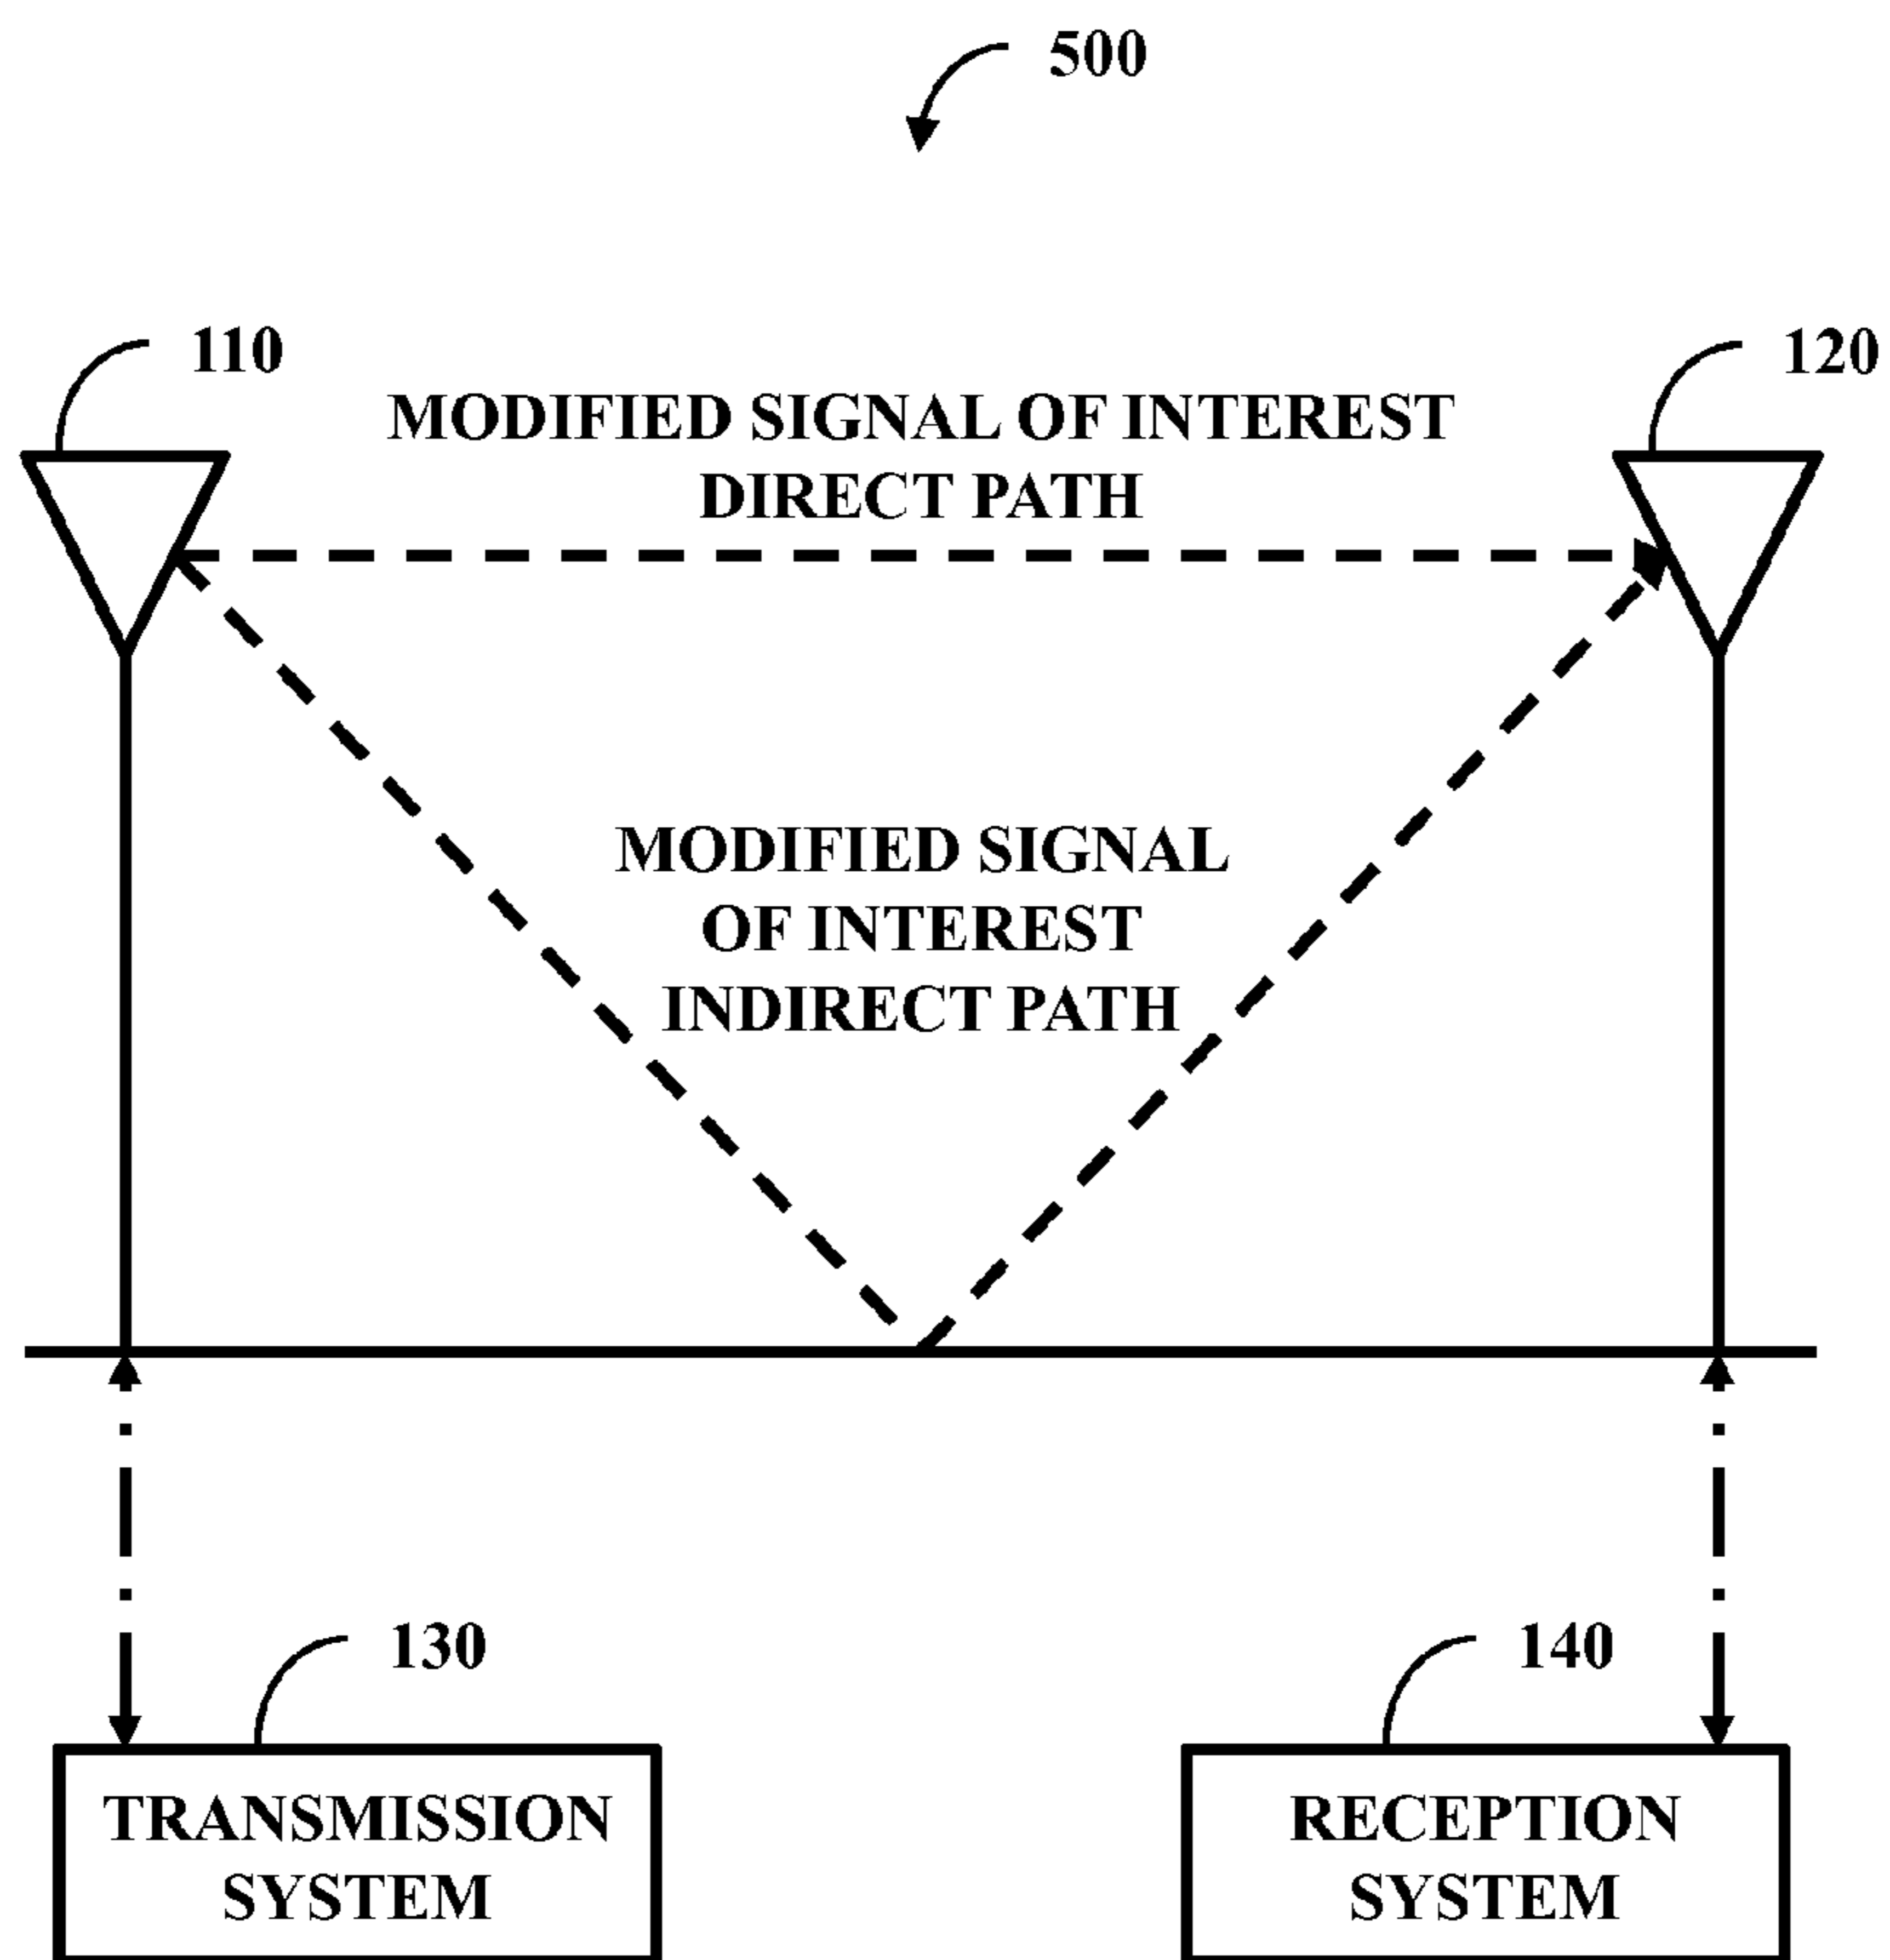 500
110
120
MODIFIED SIGNAL OF INTEREST
DIRECT PATH
MODIFIED SIGNAL
OF INTEREST
INDIRECT PATH
130
140
TRANSMISSION
SYSTEM
RECEPTION
SYSTEM